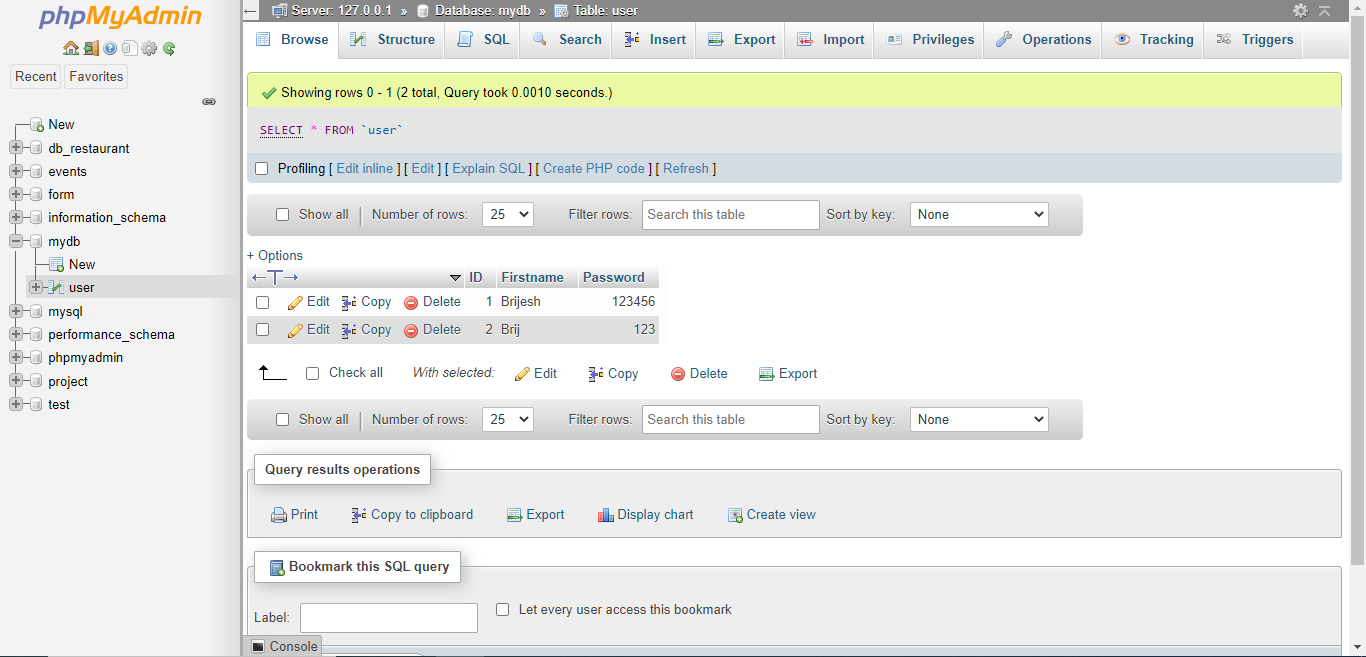 phpMyAdmin
Recent Favorites
New
db_restaurant
events
form
information_schema
mydb
New
user
mysql
performance_schema
phpmyadmin
project
test
Server: 127.0.0.1 » Database: mydb » Table: user
Browse Structure SQL Search Insert Export Import Privileges Operations Tracking Triggers
Showing rows 0 - 1 (2 total, Query took 0.0010 seconds.)
SELECT * FROM `user`
Profiling [ Edit inline ] [ Edit ] [ Explain SQL ] [ Create PHP code ] [ Refresh ]
Show all Number of rows: 25 Filter rows: Search this table Sort by key: None
+ Options
←T→ ID Firstname Password
Edit Copy Delete 1 Brijesh 123456
Edit Copy Delete 2 Brij 123
Check all With selected: Edit Copy Delete Export
Show all Number of rows: 25 Filter rows: Search this table Sort by key: None
Query results operations
Print Copy to clipboard Export Display chart Create view
Bookmark this SQL query
Label: Let every user access this bookmark
Console